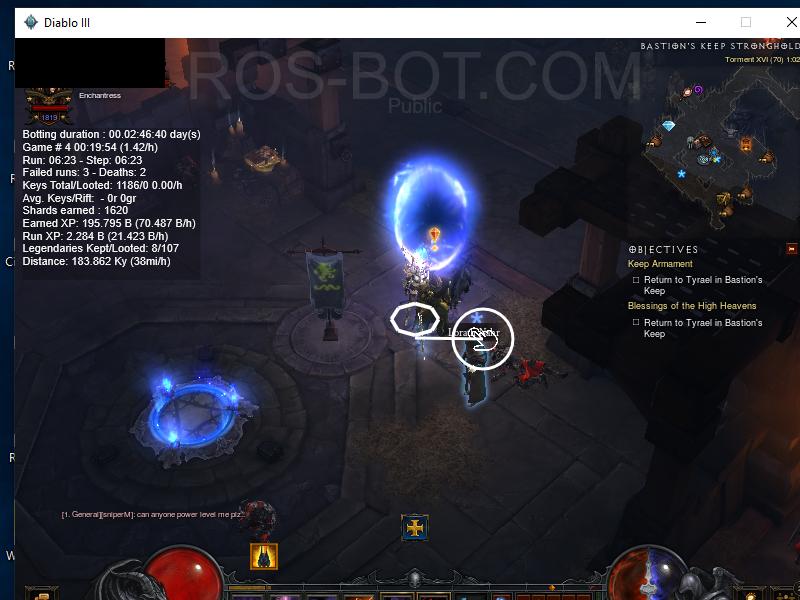 Diablo III
BASTION'S KEEP STRONGHOLD
Torment XVI (70) 1:02
ROS-BOT.COM
Public
Enchantress
1819
Botting duration : 00.02:46:40 day(s)
Game # 4 00:19:54 (1.42/h)
Run: 06:23 - Step: 06:23
Failed runs: 3 - Deaths: 2
Keys Total/Looted: 1186/0 0.00/h
Avg. Keys/Rift:  - 0r 0gr
Shards earned : 1620
Earned XP: 195.795 B (70.487 B/h)
Run XP: 2.284 B (21.423 B/h)
Legendaries Kept/Looted: 8/107
Distance: 183.862 Ky (38mi/h)
OBJECTIVES
Keep Armament
Return to Tyrael in Bastion's
Keep
Blessings of the High Heavens
Return to Tyrael in Bastion's
Keep
[1. General][sniperM]: can anyone power level me plz